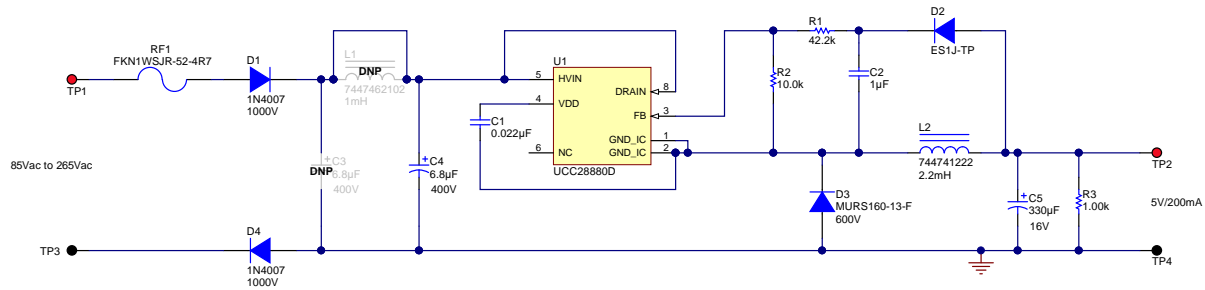 RF1
FKN1WSJR-52-4R7
TP1
D1
1N4007
1000V
L1
DNP
7447462102
1mH
C3
6.8µF
400V
DNP
C4
6.8µF
400V
C1
0.022µF
U1
5
HVIN
4
VDD
6
NC
DRAIN
8
FB
3
GND_IC
1
GND_IC
2
UCC28880D
R2
10.0k
R1
42.2k
C2
1µF
D2
ES1J-TP
L2
744741222
2.2mH
D3
MURS160-13-F
600V
C5
330µF
16V
R3
1.00k
TP2
5V/200mA
TP4
85Vac to 265Vac
TP3
D4
1N4007
1000V